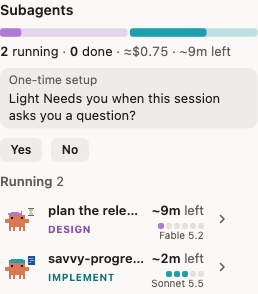 Subagents
2 running · 0 done · ≈$0.75 · ~9m left
One-time setup
Light Needs you when this session
asks you a question?
Yes
No
Running 2
plan the rele... ~9m left
DESIGN
Fable 5.2
savvy-progre... ~2m left
IMPLEMENT
Sonnet 5.5